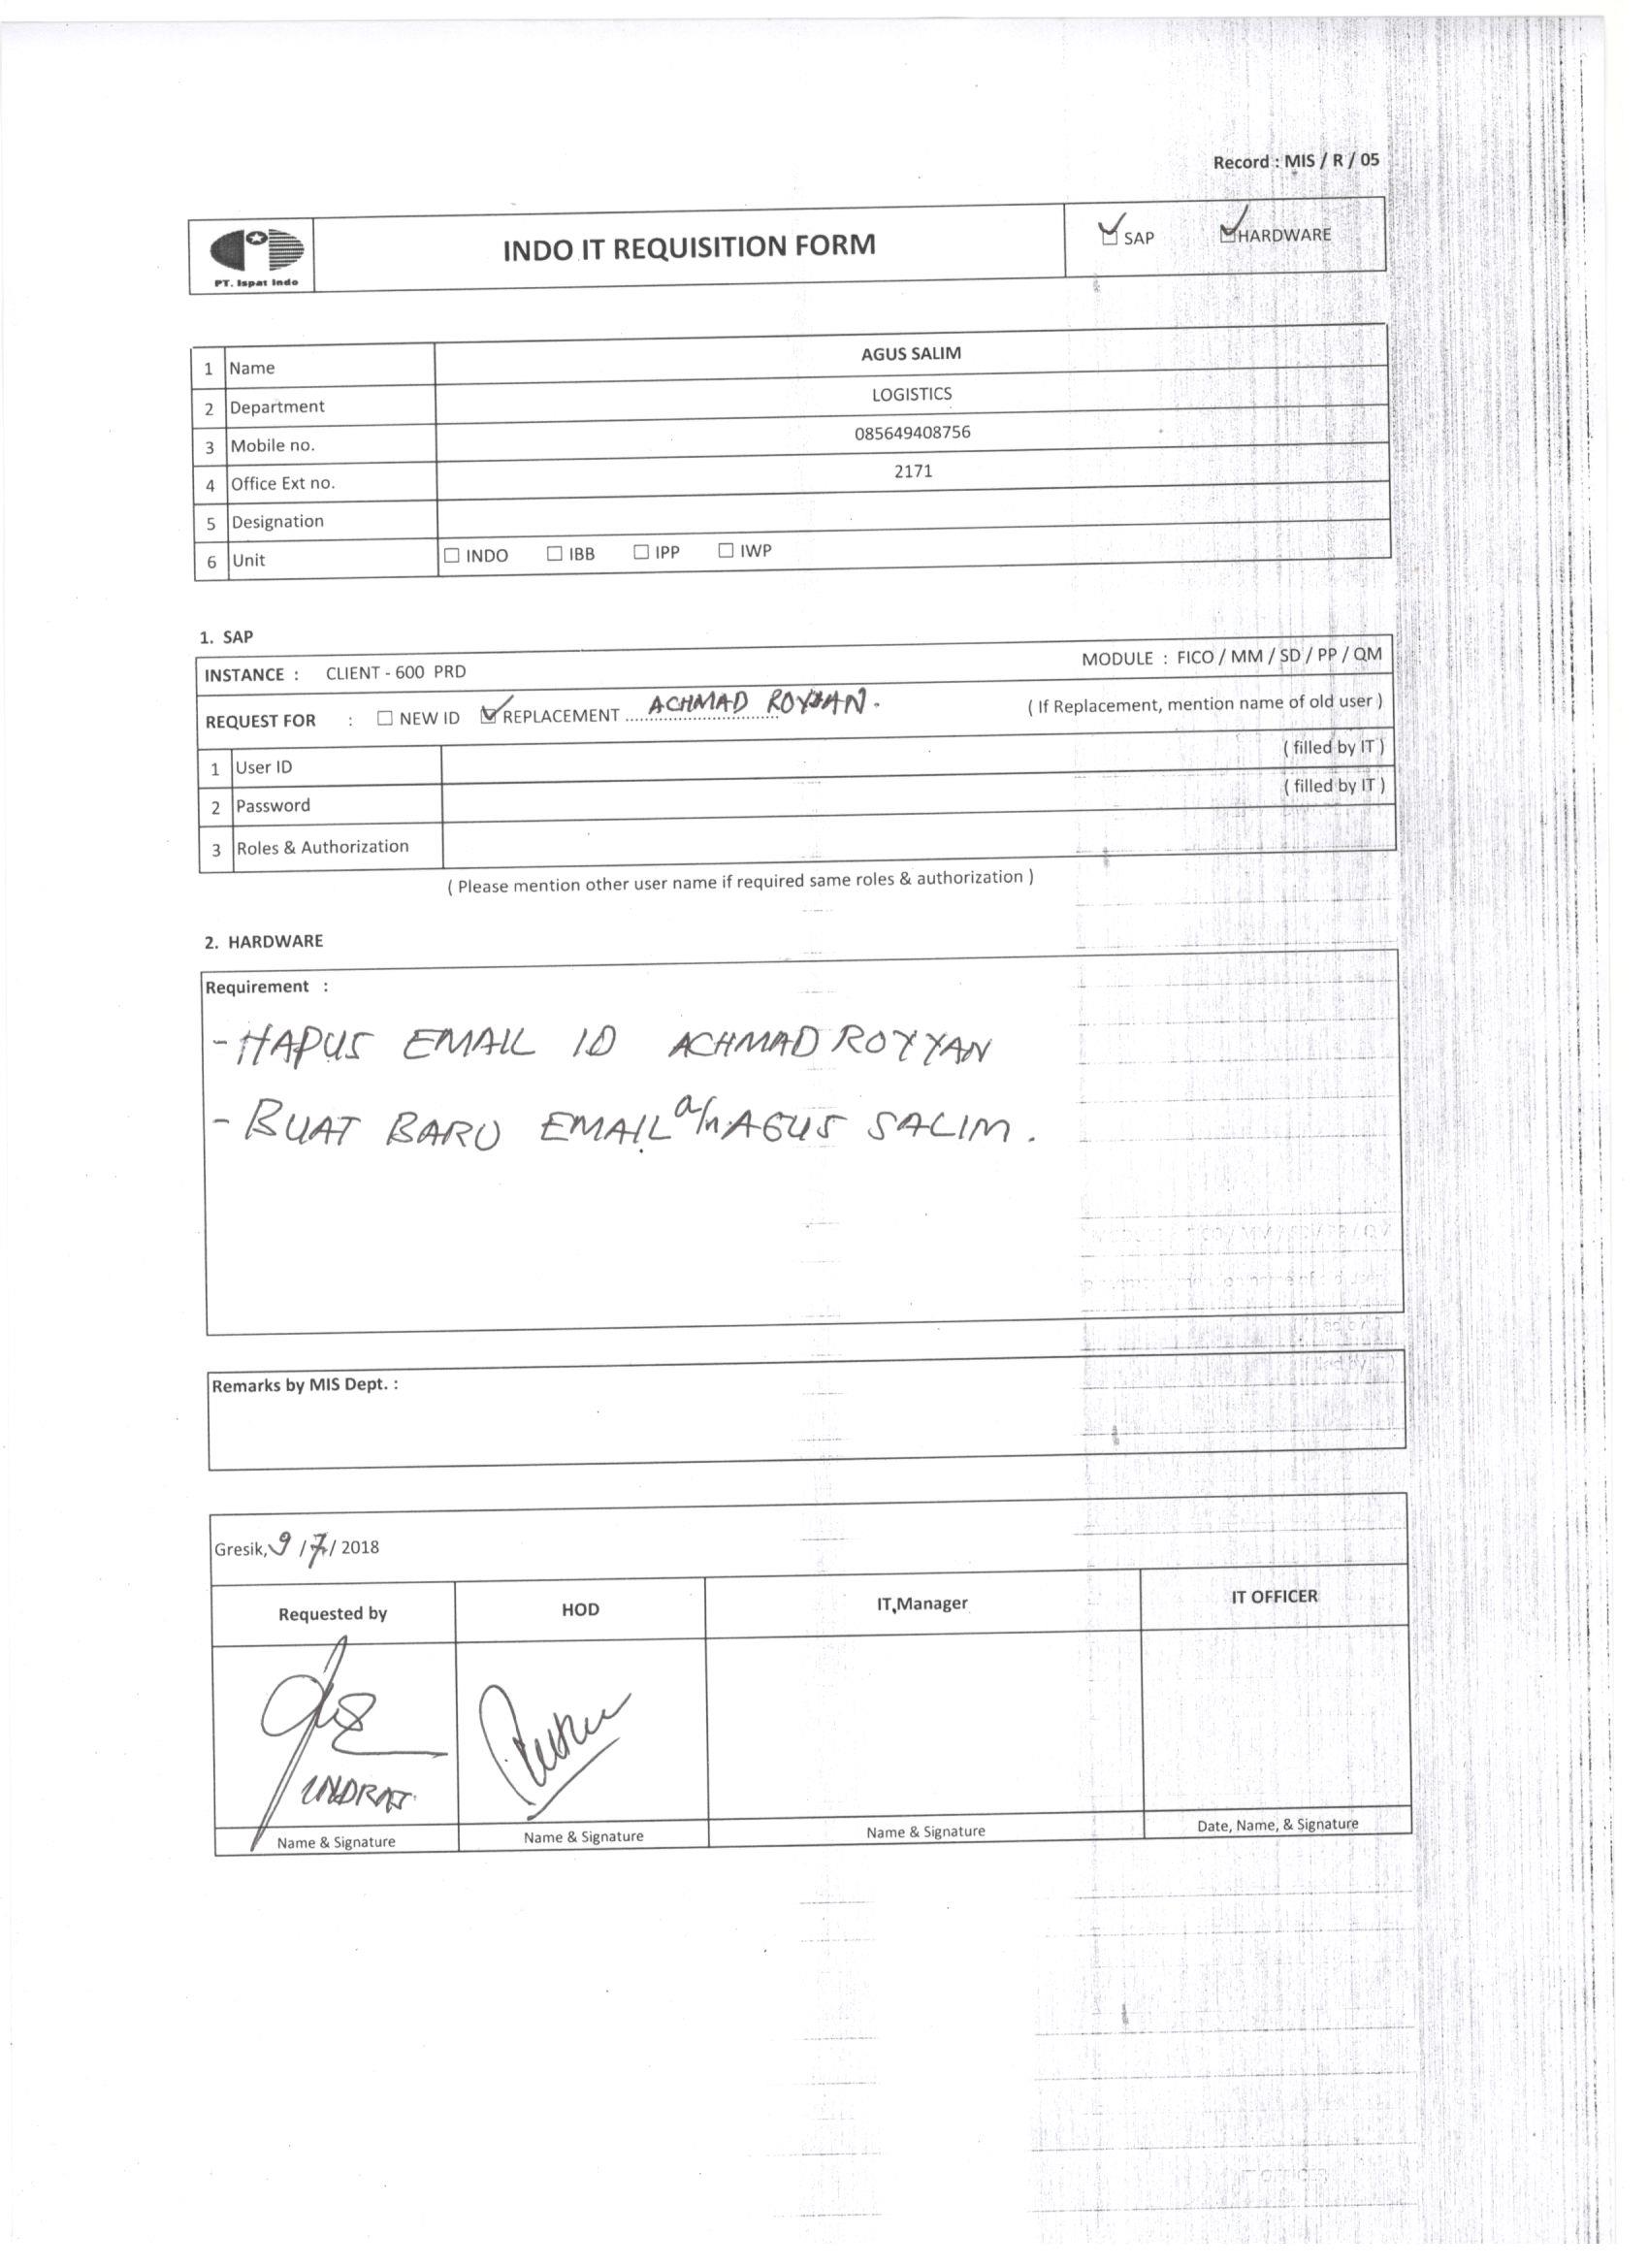 Record : MIS / R / 05
PT. Ispat Indo
INDO IT REQUISITION FORM
SAP HARDWARE
1 Name AGUS SALIM
2 Department LOGISTICS
3 Mobile no. 085649408756
4 Office Ext no. 2171
5 Designation
6 Unit INDO IBB IPP IWP
1. SAP
INSTANCE : CLIENT - 600 PRD MODULE : FICO / MM / SD / PP / QM
REQUEST FOR : NEW ID REPLACEMENT ACHMAD ROYYAN. ( If Replacement, mention name of old user )
1 User ID ( filled by IT )
2 Password ( filled by IT )
3 Roles & Authorization
( Please mention other user name if required same roles & authorization )
2. HARDWARE
Requirement :
- HAPUS EMAIL ID ACHMAD ROYYAN
- BUAT BARU EMAIL a/n AGUS SALIM.
Remarks by MIS Dept. :
Gresik, 9 / 7 / 2018
Requested by HOD IT, Manager IT OFFICER
Name & Signature Name & Signature Name & Signature Date, Name, & Signature